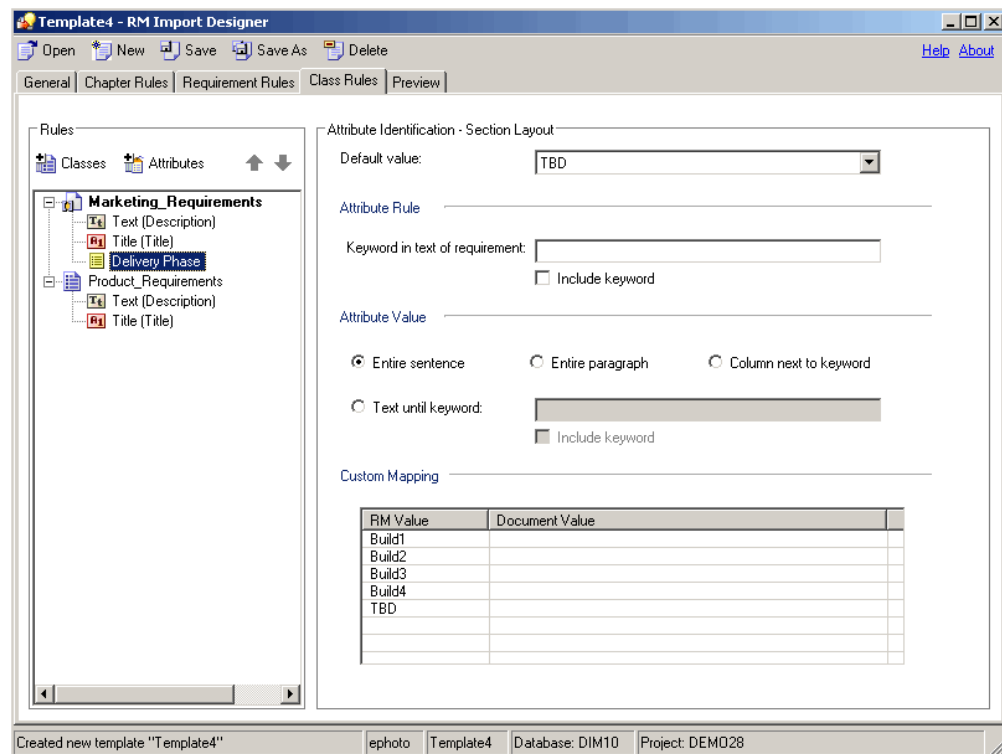 Template4 - RM Import Designer
Open New Save Save As Delete Help About
General Chapter Rules Requirement Rules Class Rules Preview
Rules
Classes Attributes
Marketing_Requirements
Text (Description)
Title (Title)
Delivery Phase
Product_Requirements
Text (Description)
Title (Title)
Attribute Identification - Section Layout
Default value: TBD
Attribute Rule
Keyword in text of requirement:
Include keyword
Attribute Value
Entire sentence Entire paragraph Column next to keyword
Text until keyword:
Include keyword
Custom Mapping
RM Value Document Value
Build1
Build2
Build3
Build4
TBD
Created new template "Template4" ephoto Template4 Database: DIM10 Project: DEMO28